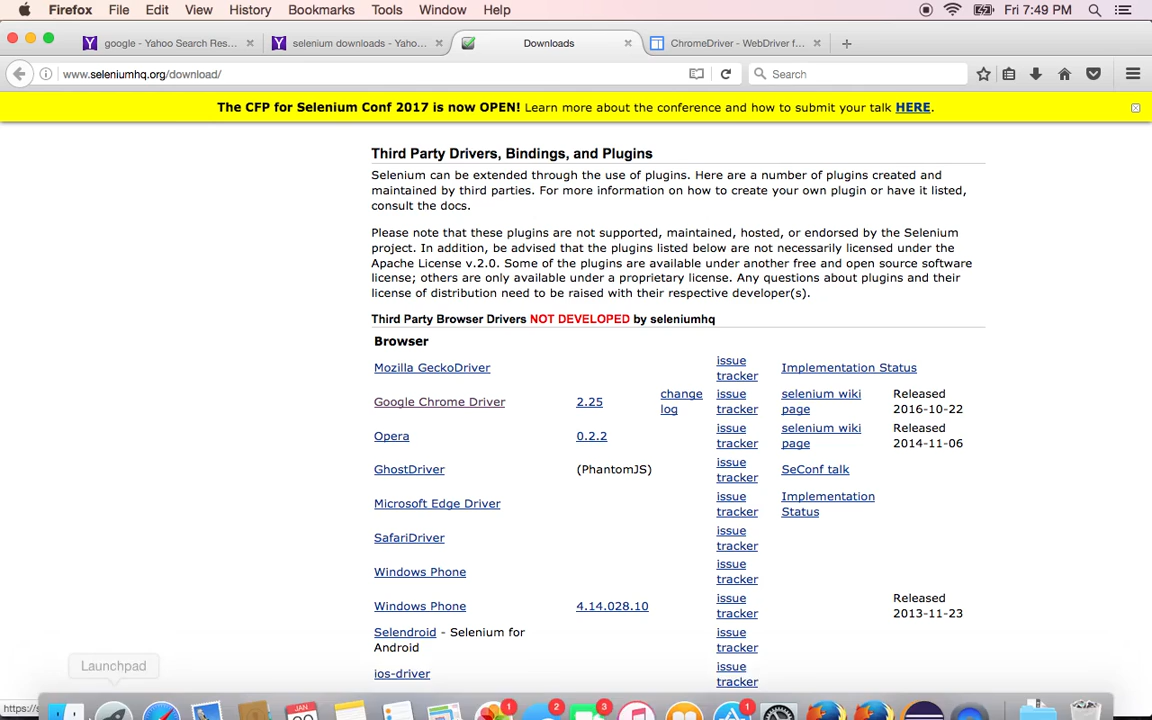 Firefox File Edit View History Bookmarks Tools Window Help Fri 7:49 PM
google - Yahoo Search Res... selenium downloads - Yahoo... Downloads ChromeDriver - WebDriver f...
www.seleniumhq.org/download/ Search
The CFP for Selenium Conf 2017 is now OPEN! Learn more about the conference and how to submit your talk HERE.
Third Party Drivers, Bindings, and Plugins
Selenium can be extended through the use of plugins. Here are a number of plugins created and
maintained by third parties. For more information on how to create your own plugin or have it listed,
consult the docs.
Please note that these plugins are not supported, maintained, hosted, or endorsed by the Selenium
project. In addition, be advised that the plugins listed below are not necessarily licensed under the
Apache License v.2.0. Some of the plugins are available under another free and open source software
license; others are only available under a proprietary license. Any questions about plugins and their
license of distribution need to be raised with their respective developer(s).
Third Party Browser Drivers NOT DEVELOPED by seleniumhq
Browser
Mozilla GeckoDriver issue tracker Implementation Status
Google Chrome Driver 2.25 change log issue tracker selenium wiki page Released 2016-10-22
Opera 0.2.2 issue tracker selenium wiki page Released 2014-11-06
GhostDriver (PhantomJS) issue tracker SeConf talk
Microsoft Edge Driver issue tracker Implementation Status
SafariDriver issue tracker
Windows Phone issue tracker
Windows Phone 4.14.028.10 issue tracker Released 2013-11-23
Selendroid - Selenium for Android issue tracker
ios-driver issue tracker
Launchpad
https://s
JAN
1 2 3 1